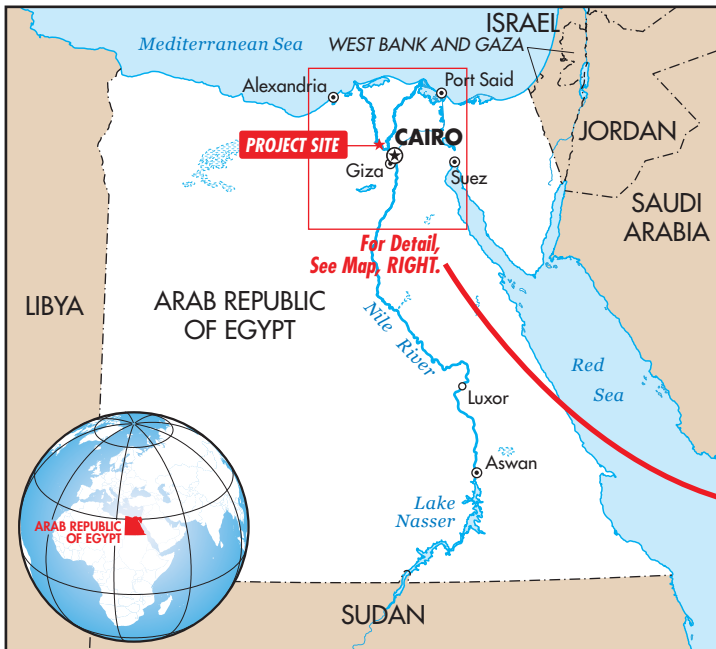 ISRAEL
Mediterranean Sea
WEST BANK AND GAZA
Alexandria
Port Said
PROJECT SITE
CAIRO
JORDAN
Giza
Suez
SAUDI
ARABIA
For Detail,
See Map, RIGHT.
LIBYA
ARAB REPUBLIC
OF EGYPT
Nile River
Red
Sea
Luxor
Aswan
Lake
Nasser
ARAB REPUBLIC
OF EGYPT
SUDAN